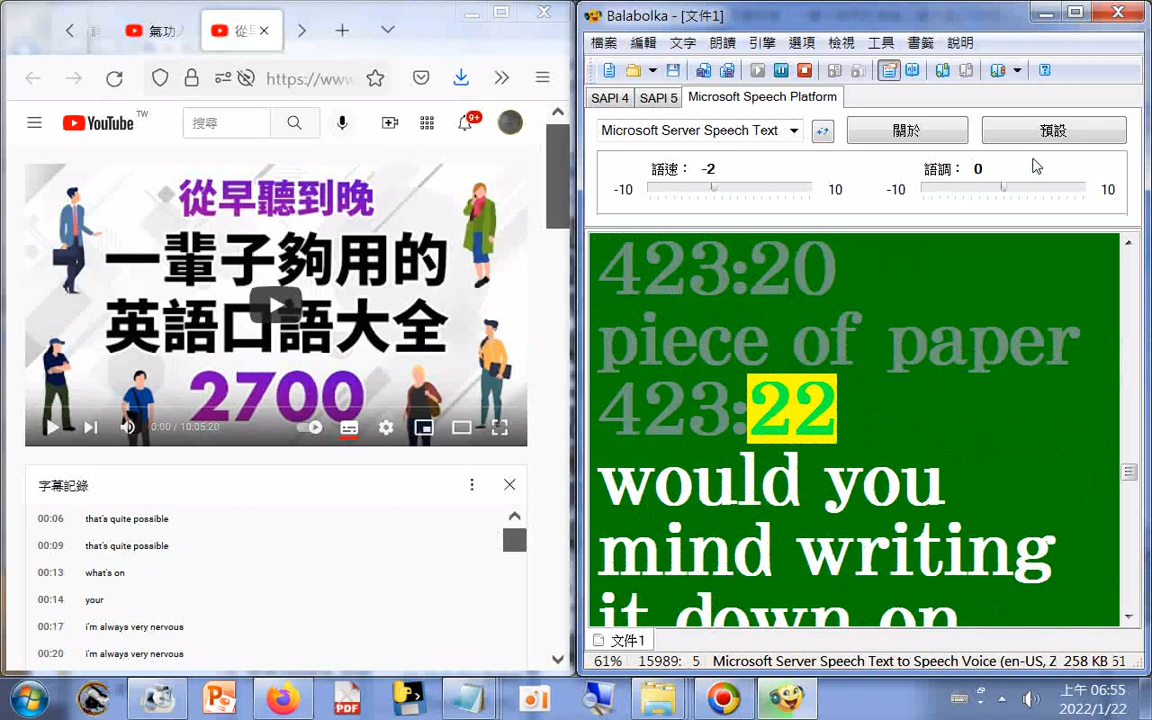 氣功
從
https://www
YouTube TW
搜尋
9+
從早聽到晚
一輩子夠用的
英語口語大全
2700
0:00 / 10:05:20
字幕記錄
00:06 that's quite possible
00:09 that's quite possible
00:13 what's on
00:14 your
00:17 i'm always very nervous
00:20 i'm always very nervous
Balabolka - [文件1]
檔案 編輯 文字 朗讀 引擎 選項 檢視 工具 書籤 說明
SAPI 4 SAPI 5 Microsoft Speech Platform
Microsoft Server Speech Text 關於 預設
語速： -2 語調： 0
-10 10 -10 10
423:20
piece of paper
423:22
would you
mind writing
it down on
文件1
61% 15989: 5 Microsoft Server Speech Text to Speech Voice (en-US, Z 258 KB 51
PDF
上午 06:55
2022/1/22